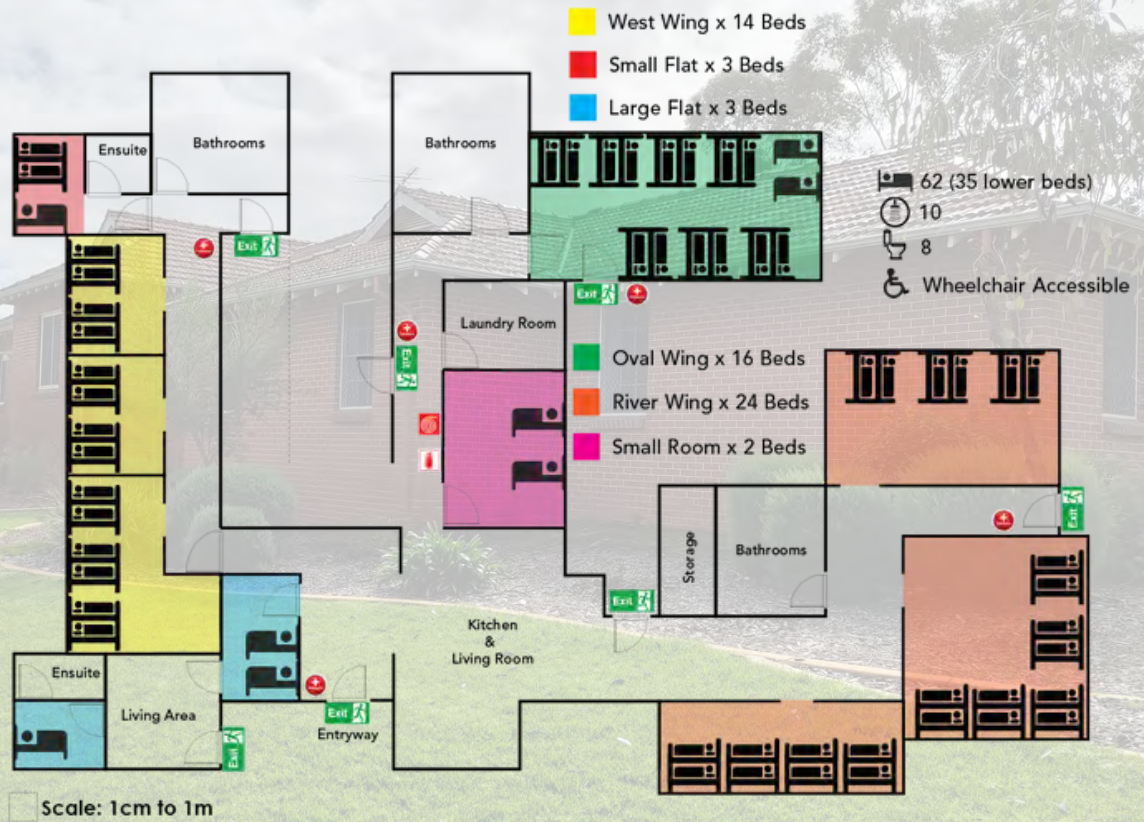 West Wing x 14 Beds
Small Flat x 3 Beds
Large Flat x 3 Beds
Ensuite
Bathrooms
Bathrooms
62 (35 lower beds)
10
8
Wheelchair Accessible
Exit
Exit
Laundry Room
Exit
Oval Wing x 16 Beds
River Wing x 24 Beds
Small Room x 2 Beds
Exit
Storage
Bathrooms
Exit
Kitchen
&
Living Room
Ensuite
Living Area
Exit
Entryway
Exit
Scale: 1cm to 1m